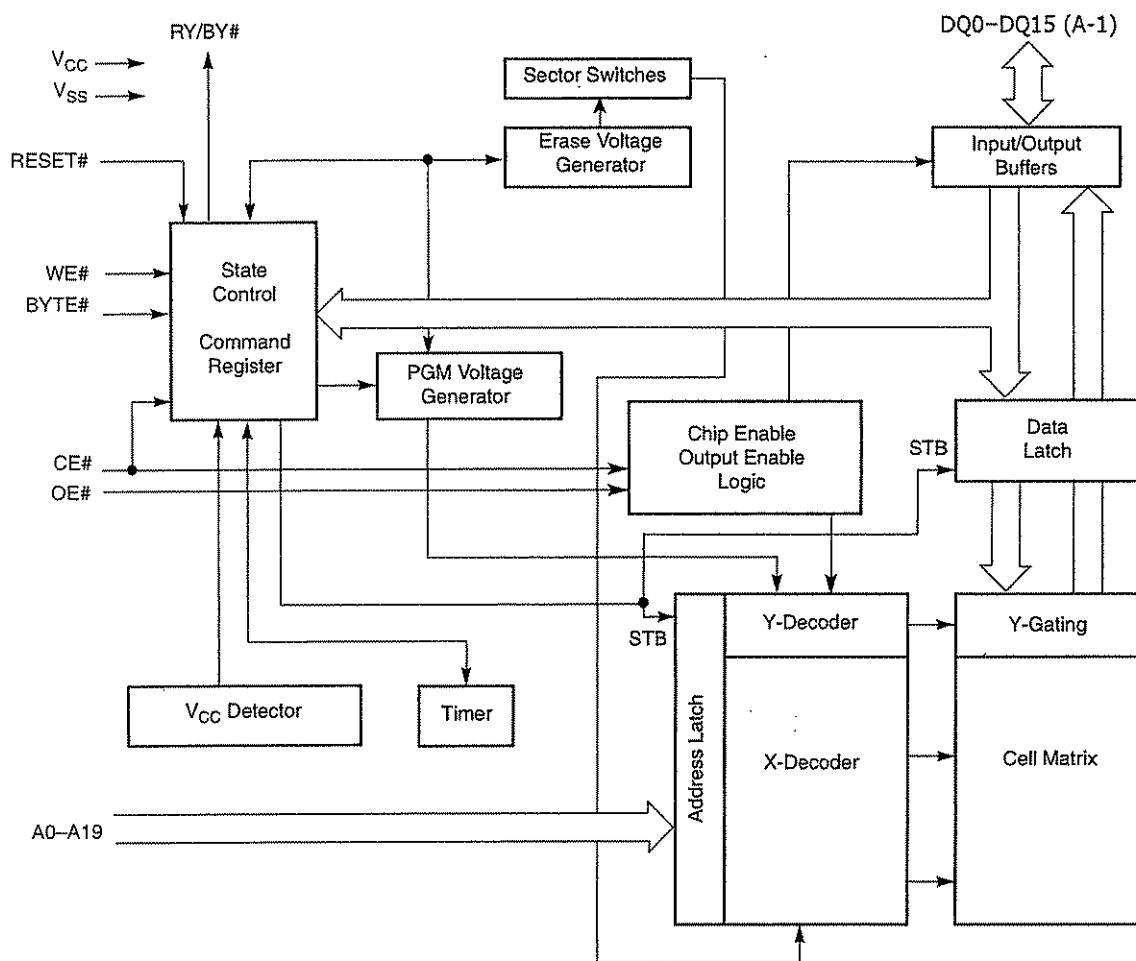 RY/BY#
DQ0–DQ15 (A-1)
VCC
VSS
Sector Switches
Erase Voltage
Generator
Input/Output
Buffers
RESET#
WE#
BYTE#
State
Control
Command
Register
PGM Voltage
Generator
Chip Enable
Output Enable
Logic
STB
Data
Latch
CE#
OE#
STB
Y-Decoder
Y-Gating
VCC Detector
Timer
Address Latch
X-Decoder
Cell Matrix
A0–A19